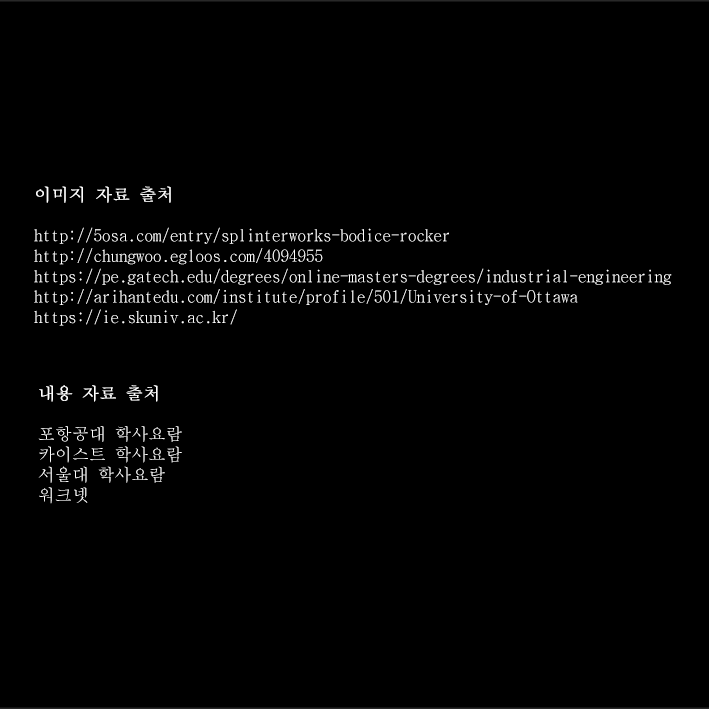 이미지 자료 출처
http://5osa.com/entry/splinterworks-bodice-rocker
http://chungwoo.egloos.com/4094955
https://pe.gatech.edu/degrees/online-masters-degrees/industrial-engineering
http://arihantedu.com/institute/profile/501/University-of-Ottawa
https://ie.skuniv.ac.kr/
내용 자료 출처
포항공대 학사요람
카이스트 학사요람
서울대 학사요람
워크넷